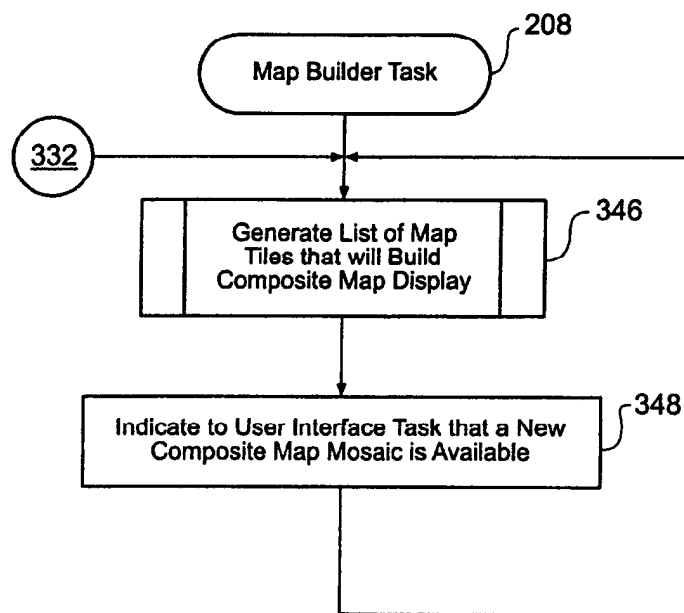 208
Map Builder Task
332
346
Generate List of Map
Tiles that will Build
Composite Map Display
348
Indicate to User Interface Task that a New
Composite Map Mosaic is Available